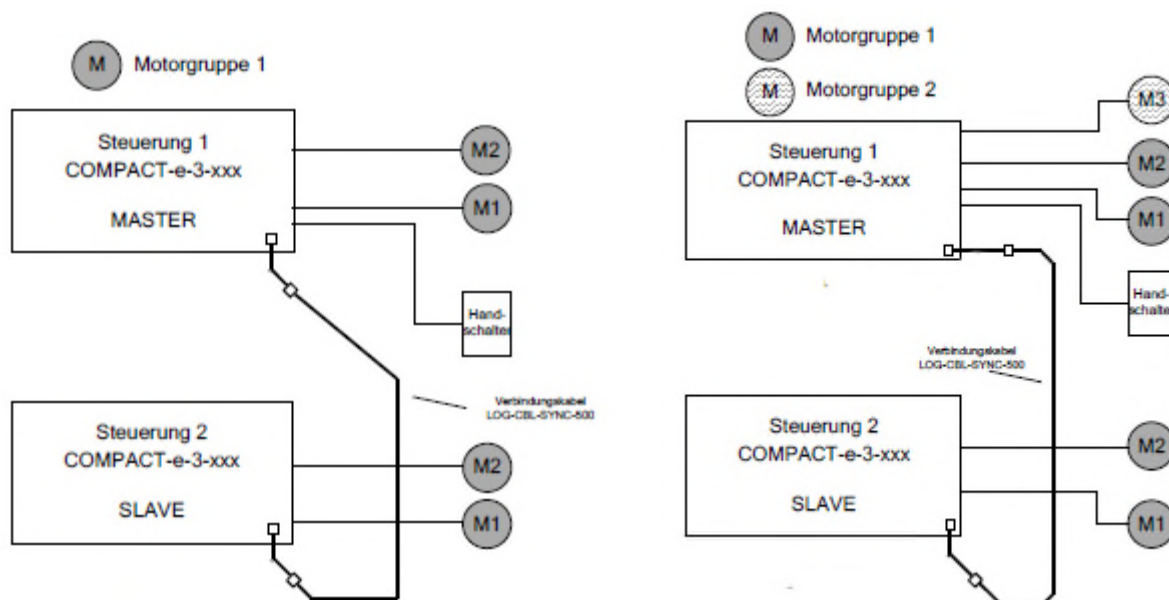 M Motorgruppe 1
Steuerung 1
COMPACT-e-3-xxx
MASTER
M2
M1
Hand-
schalter
Verbindungskabel
LOG-CBL-SYNC-500
Steuerung 2
COMPACT-e-3-xxx
SLAVE
M2
M1
M Motorgruppe 1
M Motorgruppe 2
Steuerung 1
COMPACT-e-3-xxx
MASTER
M3
M2
M1
Hand-
schalter
Verbindungskabel
LOG-CBL-SYNC-500
Steuerung 2
COMPACT-e-3-xxx
SLAVE
M2
M1